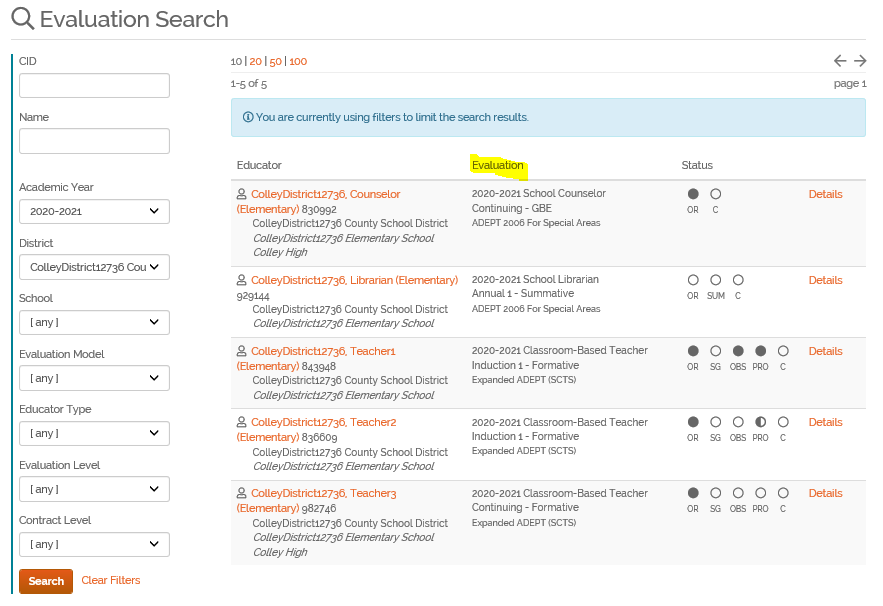 Evaluation Search
CID
Name
Academic Year
2020-2021
District
ColleyDistrict12736 Cou
School
[ any ]
Evaluation Model
[ any ]
Educator Type
[ any ]
Evaluation Level
[ any ]
Contract Level
[ any ]
Search Clear Filters
10 | 20 | 50 | 100
1-5 of 5 page 1
You are currently using filters to limit the search results.
Educator Evaluation Status
ColleyDistrict12736, Counselor
(Elementary) 830992
ColleyDistrict12736 County School District
ColleyDistrict12736 Elementary School
Colley High
2020-2021 School Counselor
Continuing - GBE
ADEPT 2006 For Special Areas
OR C
Details
ColleyDistrict12736, Librarian (Elementary)
929144
ColleyDistrict12736 County School District
ColleyDistrict12736 Elementary School
2020-2021 School Librarian
Annual 1 - Summative
ADEPT 2006 For Special Areas
OR SUM C
Details
ColleyDistrict12736, Teacher1
(Elementary) 843948
ColleyDistrict12736 County School District
ColleyDistrict12736 Elementary School
2020-2021 Classroom-Based Teacher
Induction 1 - Formative
Expanded ADEPT (SCTS)
OR SG OBS PRO C
Details
ColleyDistrict12736, Teacher2
(Elementary) 836609
ColleyDistrict12736 County School District
ColleyDistrict12736 Elementary School
2020-2021 Classroom-Based Teacher
Induction 1 - Formative
Expanded ADEPT (SCTS)
OR SG OBS PRO C
Details
ColleyDistrict12736, Teacher3
(Elementary) 982746
ColleyDistrict12736 County School District
ColleyDistrict12736 Elementary School
Colley High
2020-2021 Classroom-Based Teacher
Continuing - Formative
Expanded ADEPT (SCTS)
OR SG OBS PRO C
Details